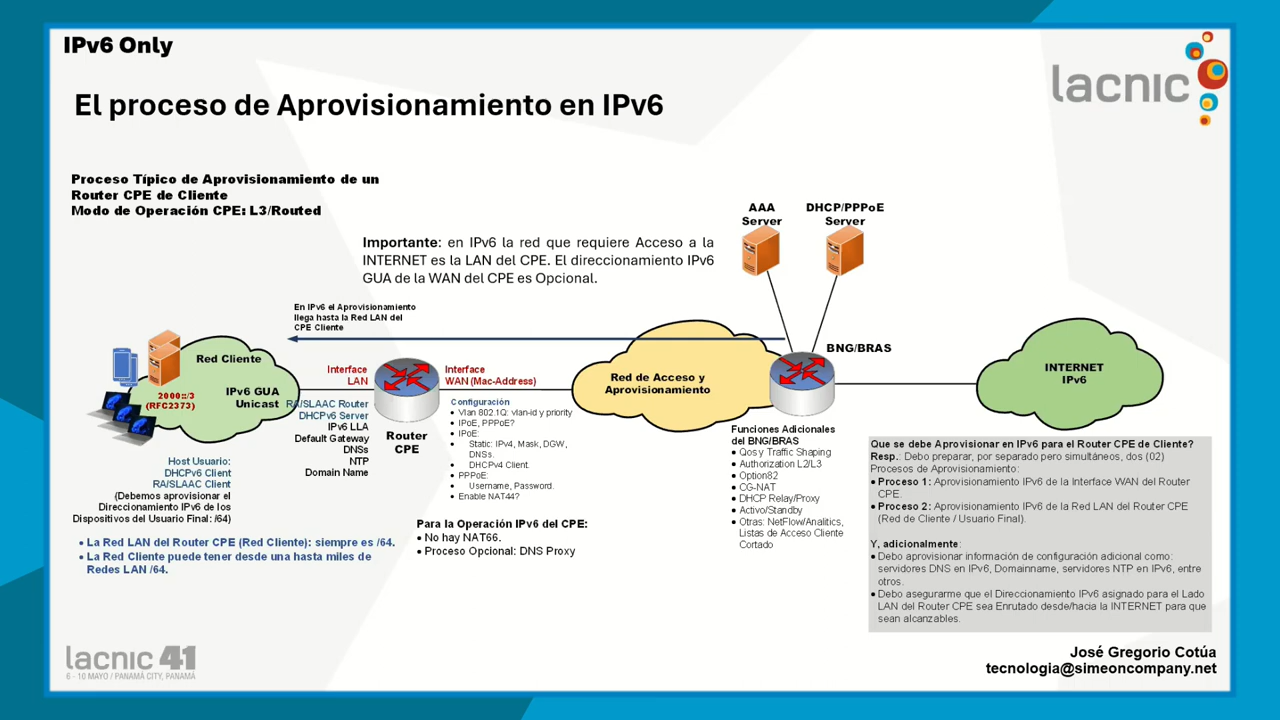 IPv6 Only
lacnic
El proceso de Aprovisionamiento en IPv6
Proceso Típico de Aprovisionamiento de un
Router CPE de Cliente
Modo de Operación CPE: L3/Routed
AAA
Server
DHCP/PPPoE
Server
Importante: en IPv6 la red que requiere Acceso a la
INTERNET es la LAN del CPE. El direccionamiento IPv6
GUA de la WAN del CPE es Opcional.
En IPv6 el Aprovisionamiento
llega hasta la Red LAN del
CPE Cliente
Red Cliente
2000::/3
(RFC2373)
IPv6 GUA
Unicast
Interface
LAN
RA/SLAAC Router
DHCPv6 Server
IPv6 LLA
Default Gateway
DNSs
NTP
Domain Name
Router
CPE
Interface
WAN (Mac-Address)
Configuración
• Vlan 802.1Q: vlan-id y priority
• IPoE, PPPoE?
• IPoE:
• Static: IPv4, Mask, DGW,
DNSs.
• DHCPv4 Client.
• PPPoE:
• Username, Password.
• Enable NAT44?
Red de Acceso y
Aprovisionamiento
BNG/BRAS
INTERNET
IPv6
Host Usuario:
DHCPv6 Client
RA/SLAAC Client
(Debemos aprovisionar el
Direccionamiento IPv6 de los
Dispositivos del Usuario Final: /64)
• La Red LAN del Router CPE (Red Cliente): siempre es /64.
• La Red Cliente puede tener desde una hasta miles de
Redes LAN /64.
Para la Operación IPv6 del CPE:
• No hay NAT66.
• Proceso Opcional: DNS Proxy
Funciones Adicionales
del BNG/BRAS
• Qos y Traffic Shaping
• Authorization L2/L3
• Option82
• CG-NAT
• DHCP Relay/Proxy
• Activo/Standby
• Otras: NetFlow/Analitics,
Listas de Acceso Cliente
Cortado
Que se debe Aprovisionar en IPv6 para el Router CPE de Cliente?
Resp.: Debo preparar, por separado pero simultáneos, dos (02)
Procesos de Aprovisionamiento:
• Proceso 1: Aprovisionamiento IPv6 de la Interface WAN del Router
CPE.
• Proceso 2: Aprovisionamiento IPv6 de la Red LAN del Router CPE
(Red de Cliente / Usuario Final).
Y, adicionalmente:
• Debo aprovisionar información de configuración adicional como:
servidores DNS en IPv6, Domainname, servidores NTP en IPv6, entre
otros.
• Debo asegurarme que el Direccionamiento IPv6 asignado para el Lado
LAN del Router CPE sea Enrutado desde/hacia la INTERNET para que
sean alcanzables.
lacnic 41
6 - 10 MAYO / PANAMÁ CITY, PANAMÁ
José Gregorio Cotúa
tecnologia@simeoncompany.net